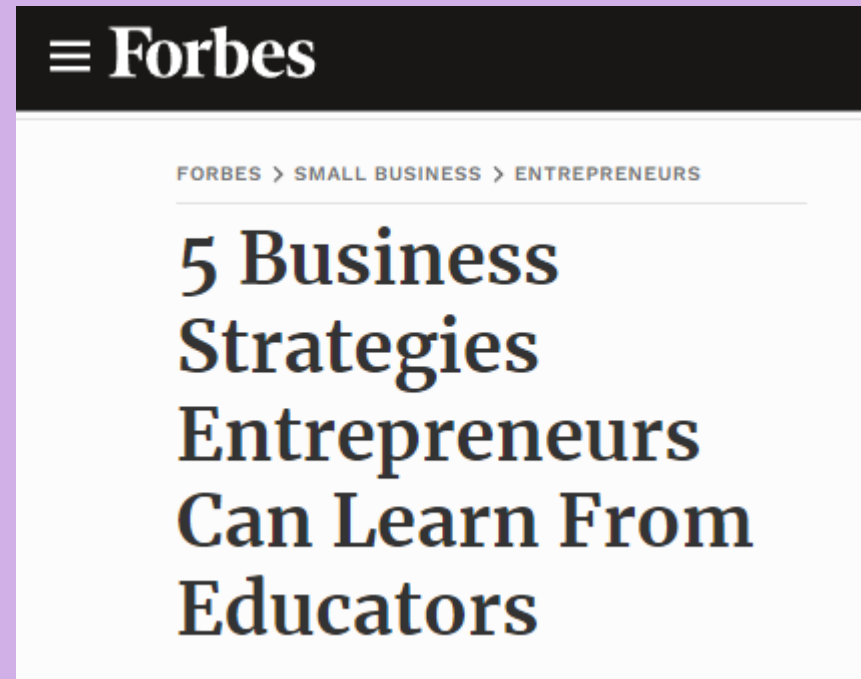 Forbes
FORBES > SMALL BUSINESS > ENTREPRENEURS
5 Business
Strategies
Entrepreneurs
Can Learn From
Educators